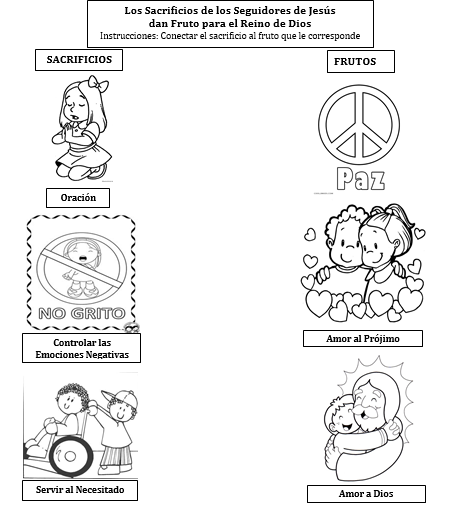 Los Sacrificios de los Seguidores de Jesús
dan Fruto para el Reino de Dios
Instrucciones: Conectar el sacrificio al fruto que le corresponde
SACRIFICIOS
FRUTOS
Paz
Oración
NO GRITO
Controlar las
Emociones Negativas
Amor al Prójimo
Servir al Necesitado
Amor a Dios